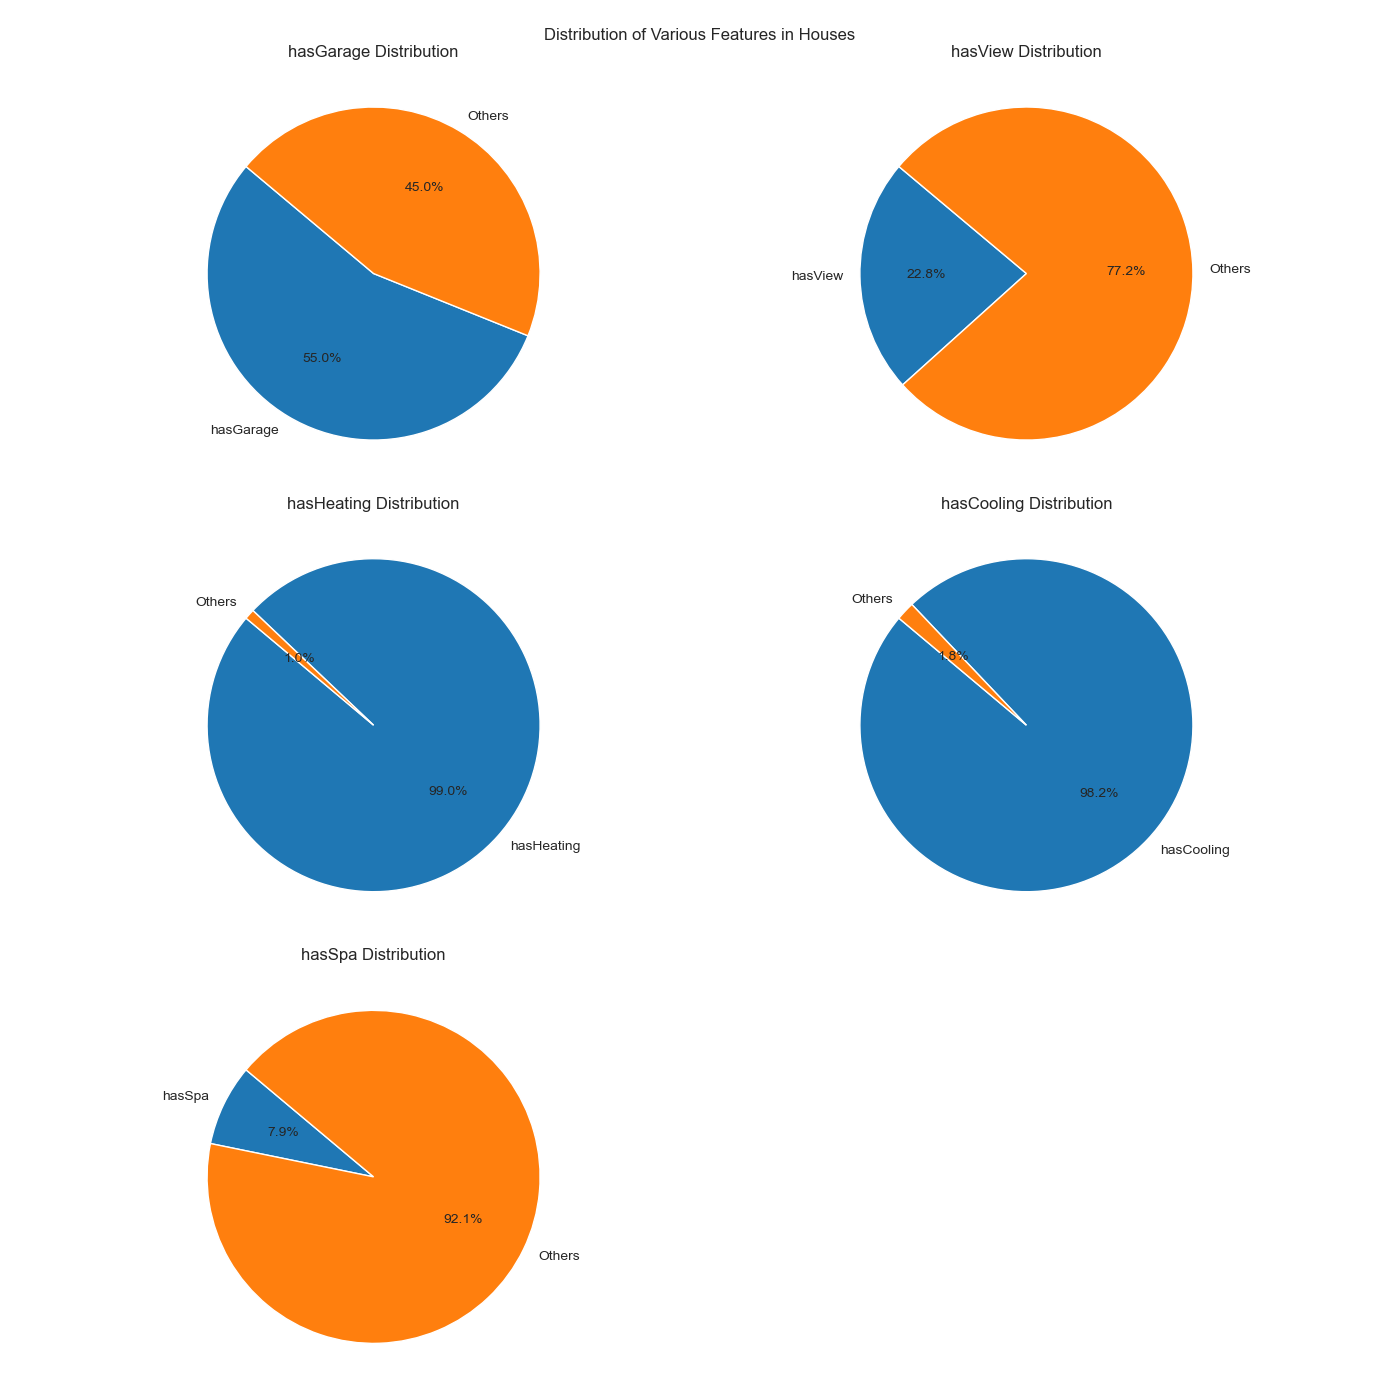 Distribution of Various Features in Houses
hasGarage Distribution
Others
45.0%
55.0%
hasGarage
hasView Distribution
hasView
22.8%
77.2%
Others
hasHeating Distribution
Others
1.0%
99.0%
hasHeating
hasCooling Distribution
Others
1.8%
98.2%
hasCooling
hasSpa Distribution
hasSpa
7.9%
92.1%
Others